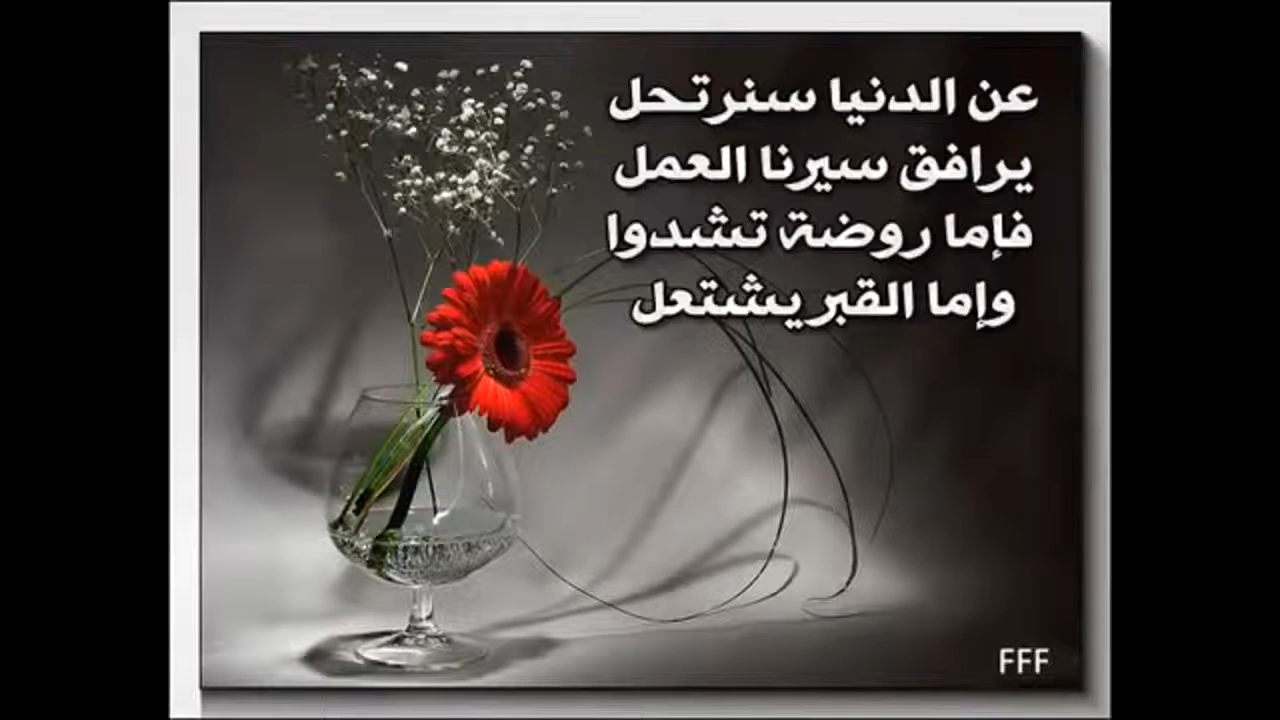 عن الدنيا سنرتحل
يرافق سيرنا العمل
فإما روضة تشدوا
وإما القبر يشتعل
FFF